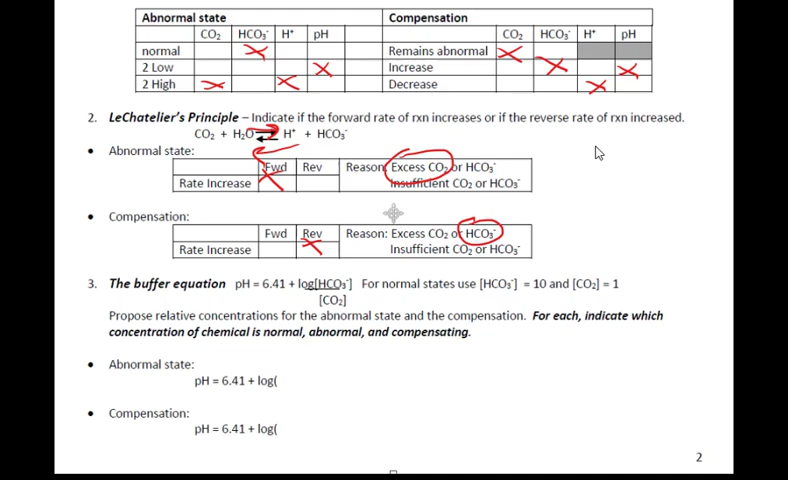 Abnormal state Compensation
CO₂ HCO₃⁻ H⁺ pH CO₂ HCO₃⁻ H⁺ pH
normal Remains abnormal
2 Low Increase
2 High Decrease
2. LeChatelier's Principle – Indicate if the forward rate of rxn increases or if the reverse rate of rxn increased.
CO₂ + H₂O ⇌ H⁺ + HCO₃⁻
• Abnormal state:
Fwd Rev Reason: Excess CO₂ or HCO₃⁻
Rate Increase Insufficient CO₂ or HCO₃⁻
• Compensation:
Fwd Rev Reason: Excess CO₂ or HCO₃⁻
Rate Increase Insufficient CO₂ or HCO₃⁻
3. The buffer equation pH = 6.41 + log[HCO₃⁻] For normal states use [HCO₃⁻] = 10 and [CO₂] = 1
[CO₂]
Propose relative concentrations for the abnormal state and the compensation. For each, indicate which
concentration of chemical is normal, abnormal, and compensating.
• Abnormal state:
pH = 6.41 + log(
• Compensation:
pH = 6.41 + log(
2